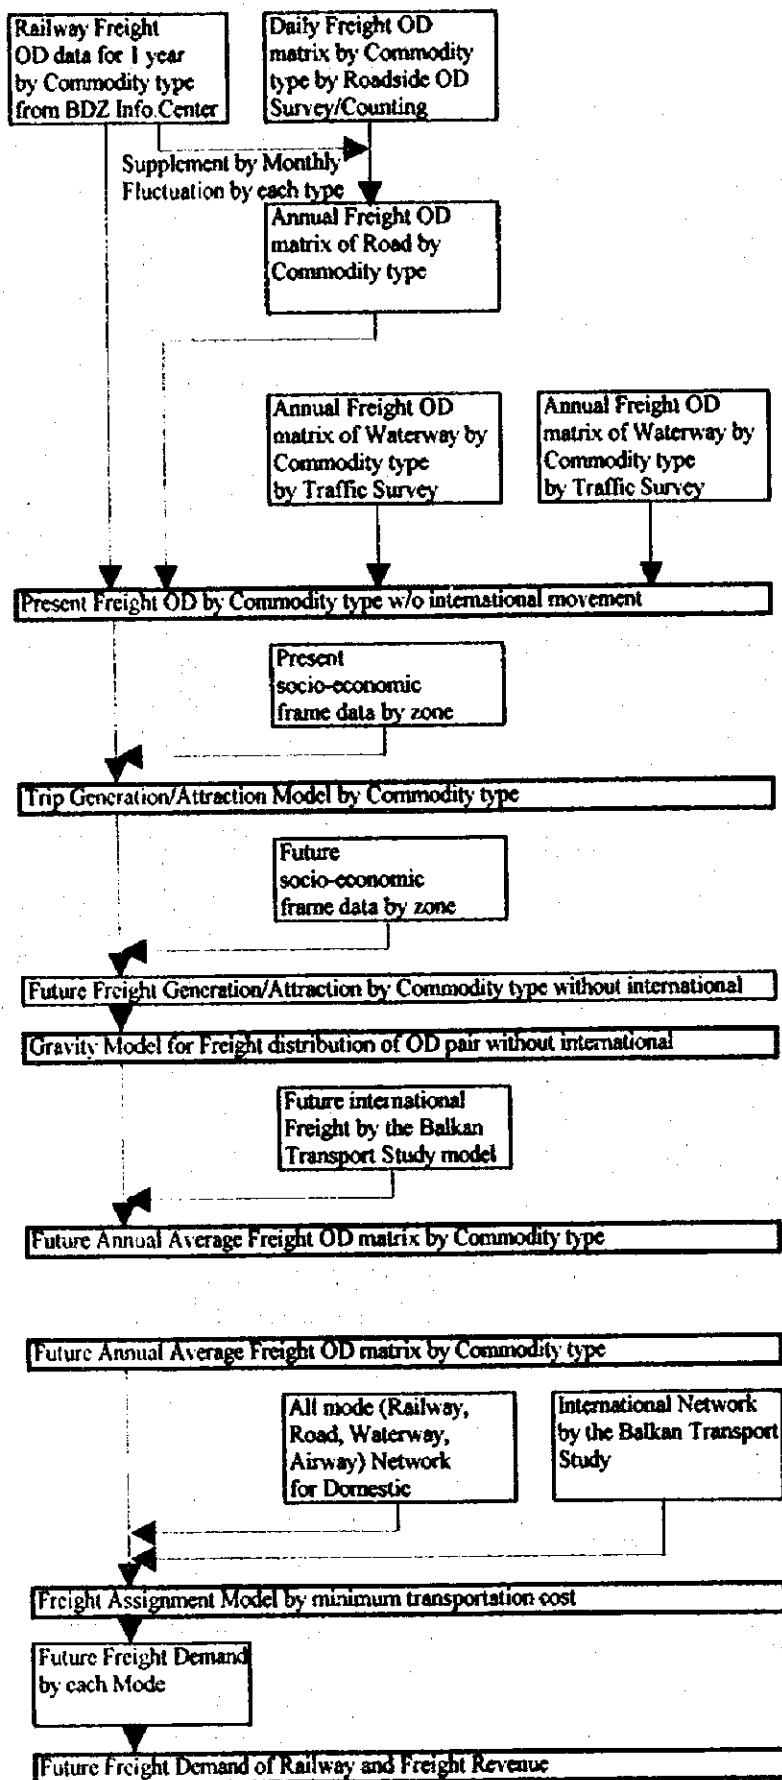 Railway Freight
OD data for 1 year
by Commodity type
from BDZ Info.Center
Daily Freight OD
matrix by Commodity
type by Roadside OD
Survey/Counting
Supplement by Monthly
Fluctuation by each type
Annual Freight OD
matrix of Road by
Commodity type
Annual Freight OD
matrix of Waterway by
Commodity type
by Traffic Survey
Annual Freight OD
matrix of Waterway by
Commodity type
by Traffic Survey
Present Freight OD by Commodity type w/o international movement
Present
socio-economic
frame data by zone
Trip Generation/Attraction Model by Commodity type
Future
socio-economic
frame data by zone
Future Freight Generation/Attraction by Commodity type without international
Gravity Model for Freight distribution of OD pair without international
Future international
Freight by the Balkan
Transport Study model
Future Annual Average Freight OD matrix by Commodity type
Future Annual Average Freight OD matrix by Commodity type
All mode (Railway,
Road, Waterway,
Airway) Network
for Domestic
International Network
by the Balkan Transport
Study
Freight Assignment Model by minimum transportation cost
Future Freight Demand
by each Mode
Future Freight Demand of Railway and Freight Revenue